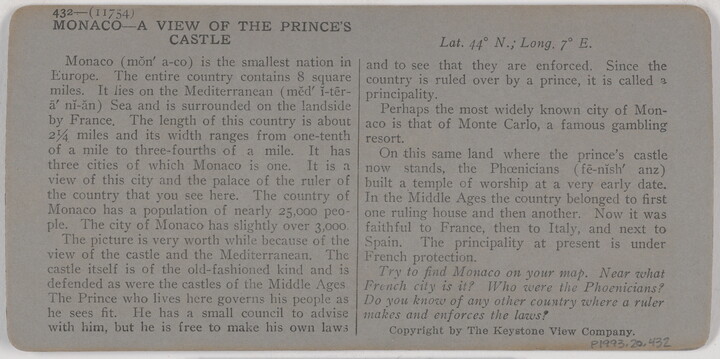 432—(11754)
MONACO—A VIEW OF THE PRINCE'S
CASTLE
Monaco (mŏn′ a-co) is the smallest nation in
Europe. The entire country contains 8 square
miles. It lies on the Mediterranean (mĕd′ ĭ-tĕr-
ā′ nĭ-ăn) Sea and is surrounded on the landside
by France. The length of this country is about
2¼ miles and its width ranges from one-tenth
of a mile to three-fourths of a mile. It has
three cities of which Monaco is one. It is a
view of this city and the palace of the ruler of
the country that you see here. The country of
Monaco has a population of nearly 25,000 peo-
ple. The city of Monaco has slightly over 3,000.
The picture is very worth while because of the
view of the castle and the Mediterranean. The
castle itself is of the old-fashioned kind and is
defended as were the castles of the Middle Ages
The Prince who lives here governs his people as
he sees fit. He has a small council to advise
with him, but he is free to make his own laws
Lat. 44° N.; Long. 7° E.
and to see that they are enforced. Since the
country is ruled over by a prince, it is called a
principality.
Perhaps the most widely known city of Mon-
aco is that of Monte Carlo, a famous gambling
resort.
On this same land where the prince's castle
now stands, the Phœnicians (fē-nĭsh′ anz)
built a temple of worship at a very early date.
In the Middle Ages the country belonged to first
one ruling house and then another. Now it was
faithful to France, then to Italy, and next to
Spain. The principality at present is under
French protection.
Try to find Monaco on your map. Near what
French city is it? Who were the Phoenicians?
Do you know of any other country where a ruler
makes and enforces the laws?
Copyright by The Keystone View Company.
P1993.20.432